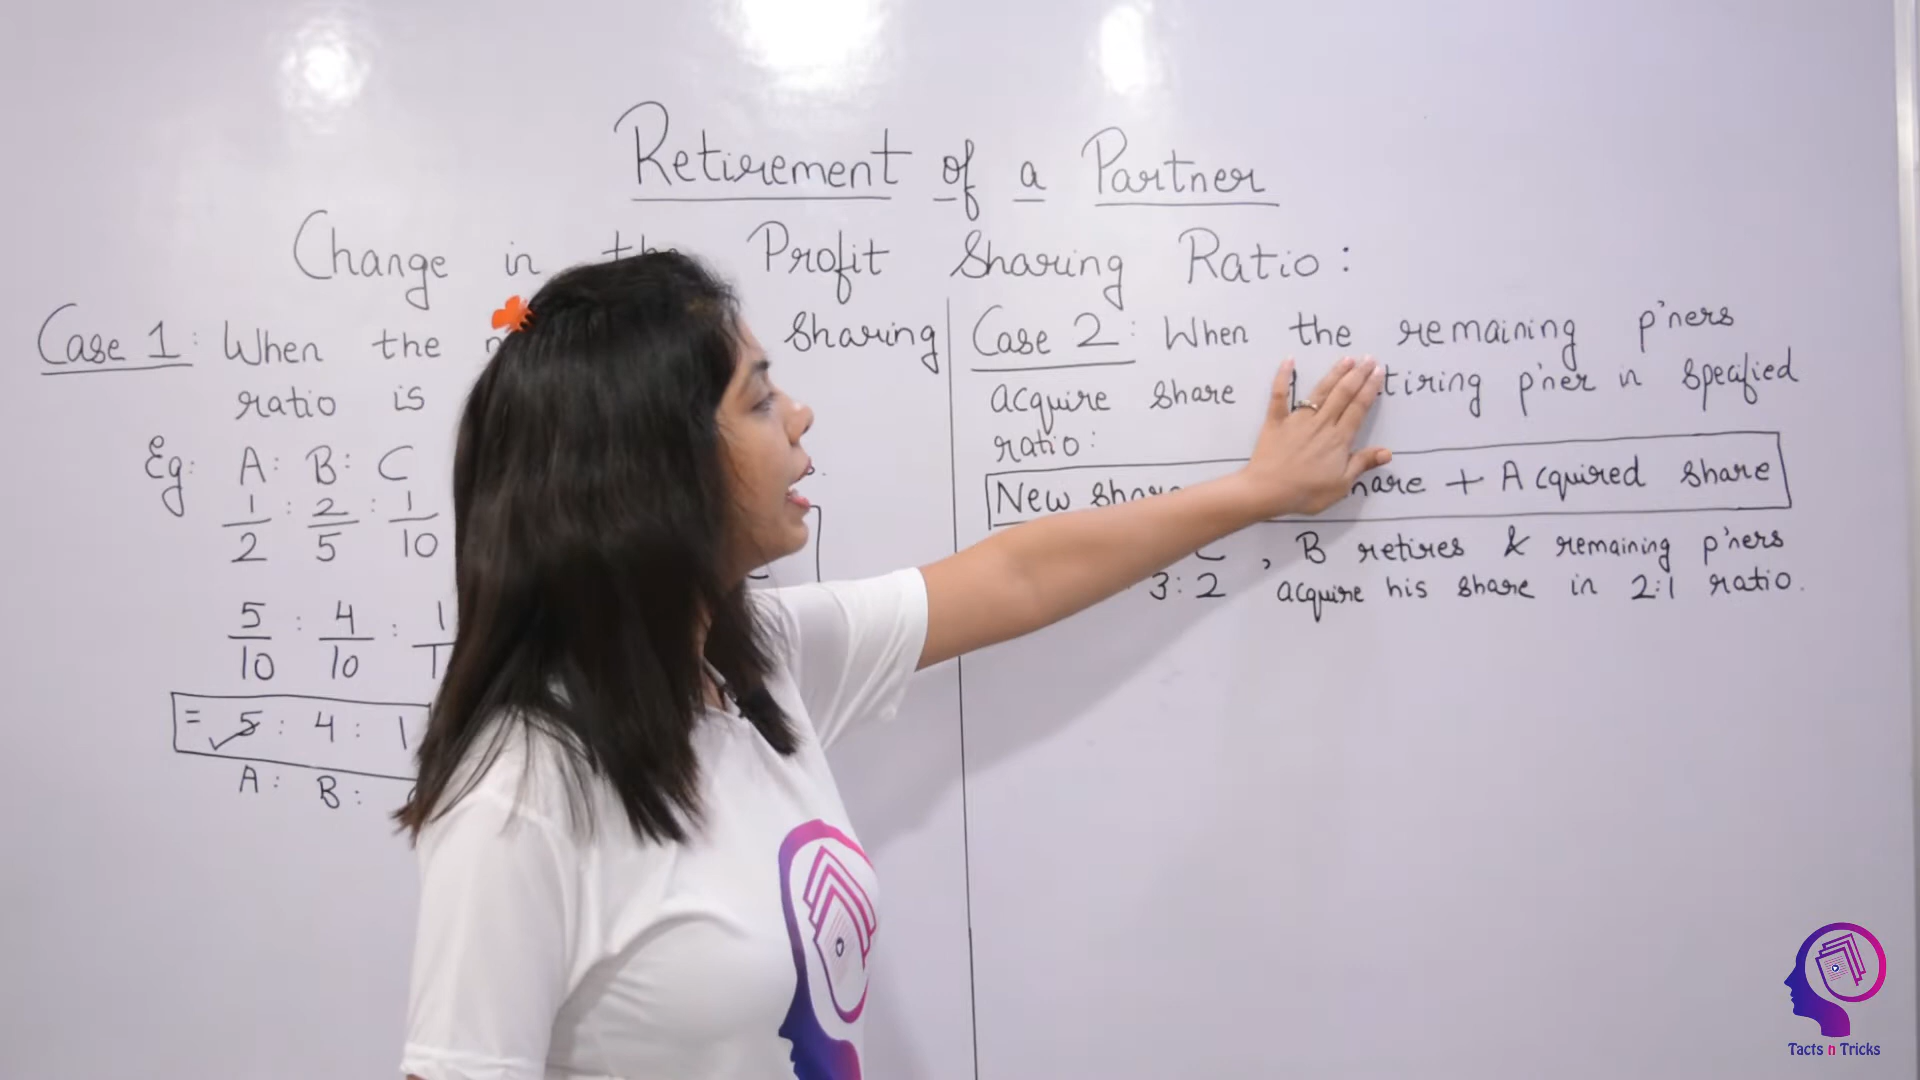 Retirement of a Partner
Change in the Profit Sharing Ratio:
Case 1: When the sharing
ratio is
Eg: A: B: C
1/2 : 2/5 : 1/10
5/10 : 4/10 : 1
= 5 : 4 : 1
A: B:
Case 2: When the remaining p'ners
acquire share retiring p'ner in specified
ratio:
New share + Acquired share
, B retires & remaining p'ners
3:2 acquire his share in 2:1 ratio.
Tacts n Tricks